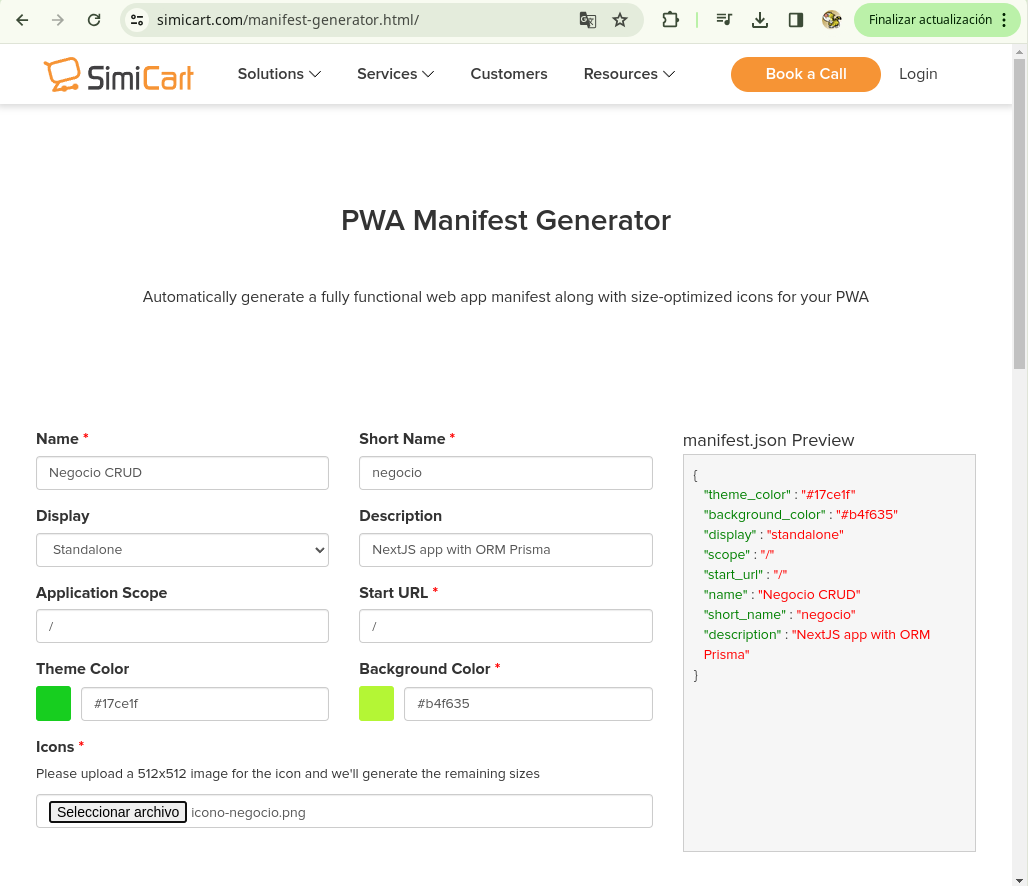 simicart.com/manifest-generator.html/
Finalizar actualización
SimiCart
Solutions
Services
Customers
Resources
Book a Call
Login
PWA Manifest Generator
Automatically generate a fully functional web app manifest along with size-optimized icons for your PWA
Name *
Short Name *
Negocio CRUD
negocio
Display
Description
Standalone
NextJS app with ORM Prisma
Application Scope
Start URL *
/
/
Theme Color
Background Color *
#17ce1f
#b4f635
Icons *
Please upload a 512x512 image for the icon and we'll generate the remaining sizes
Seleccionar archivo icono-negocio.png
manifest.json Preview
{
"theme_color" : "#17ce1f"
"background_color" : "#b4f635"
"display" : "standalone"
"scope" : "/"
"start_url" : "/"
"name" : "Negocio CRUD"
"short_name" : "negocio"
"description" : "NextJS app with ORM
Prisma"
}